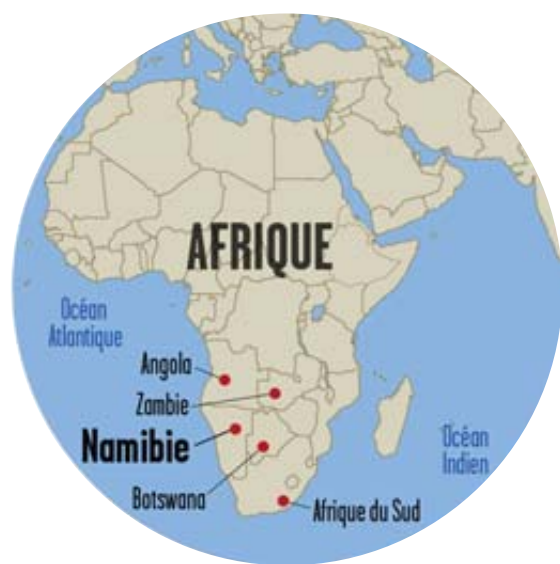 AFRIQUE
Océan
Atlantique
Angola
Zambie
Namibie
Botswana
Afrique du Sud
Océan
Indien